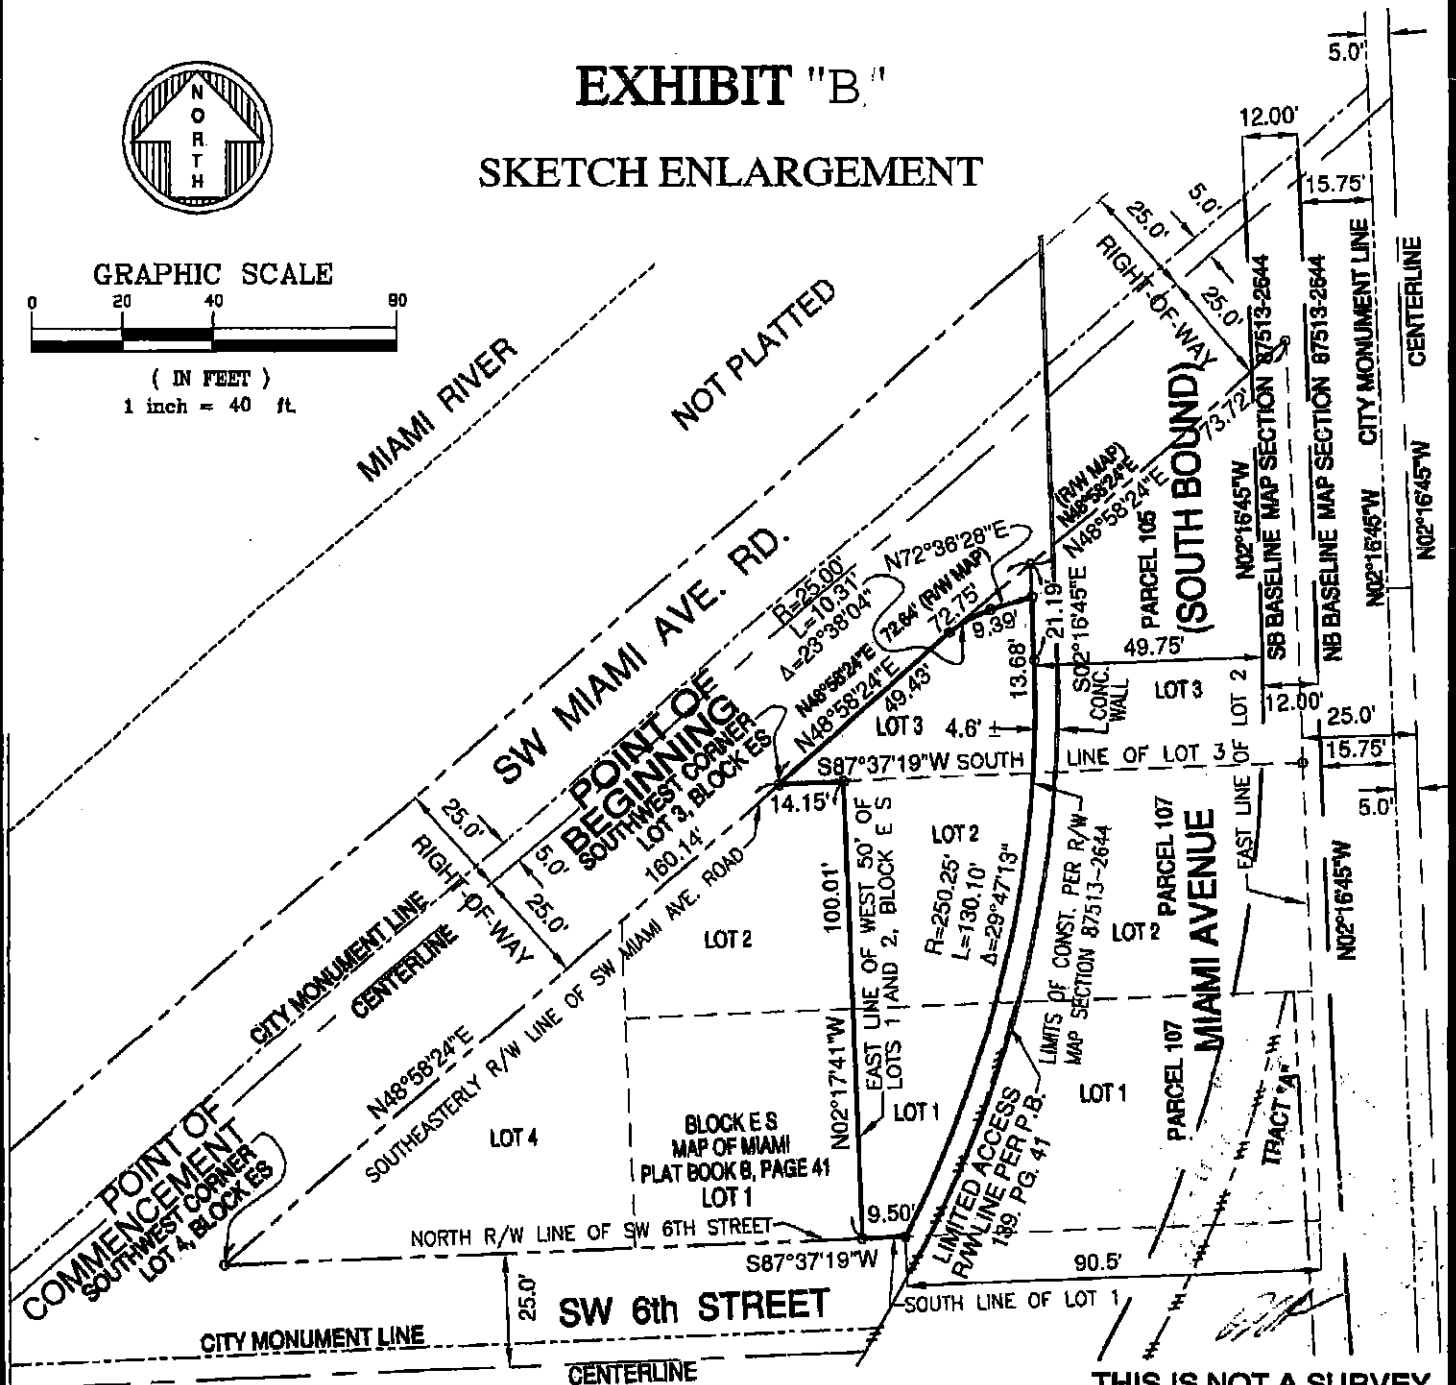 EXHIBIT "B"
SKETCH ENLARGEMENT
NORTH
GRAPHIC SCALE
0 20 40 80
( IN FEET )
1 inch = 40 ft.
5.0'
12.00'
15.75'
25.0'
5.0'
25.0'
RIGHT-OF-WAY
MIAMI RIVER
NOT PLATTED
SW MIAMI AVE. RD.
CITY MONUMENT LINE
CENTERLINE
N02°16'45"W
N02°16'45"W
N02°16'45"W
SB BASELINE MAP SECTION 87513-2644
NB BASELINE MAP SECTION 87513-2644
73.72'
(R/W MAP)
N48°58'24"E
N48°58'24"E
PARCEL 105
(SOUTH BOUND)
N72°36'28"E
R=25.00'
L=10.31'
Δ=23°38'04"
72.64' (R/W MAP)
72.75'
9.39'
N48°58'24"E
N48°58'24"E
49.43'
13.68'
21.19'
S02°16'45"E
CONC.
WALL
49.75'
LOT 3
LOT 3
4.6' ±
12.00'
25.0'
15.75'
5.0'
POINT OF
BEGINNING
SOUTHWEST CORNER
LOT 3, BLOCK ES
160.14'
S87°37'19"W SOUTH LINE OF LOT 3
14.15'
EAST LINE OF LOT 2
25.0'
5.0'
25.0'
RIGHT-OF-WAY
CITY MONUMENT LINE
CENTERLINE
N48°58'24"E
SOUTHEASTERLY R/W LINE OF SW MIAMI AVE. ROAD
LOT 2
100.01'
N02°17'41"W
EAST LINE OF WEST 50' OF
LOTS 1 AND 2, BLOCK E S
LOT 2
R=250.25'
L=130.10'
Δ=29°47'13"
LIMITS OF CONST. PER R/W
MAP SECTION 87513-2644
LOT 2
PARCEL 107
MIAMI AVENUE
N02°16'45"W
PARCEL 107
TRACT "A"
LOT 1
LOT 1
LIMITED ACCESS
R/W LINE PER P.B.
139. PG. 41
LOT 4
BLOCK E S
MAP OF MIAMI
PLAT BOOK B, PAGE 41
LOT 1
POINT OF
COMMENCEMENT
SOUTHWEST CORNER
LOT 4, BLOCK ES
NORTH R/W LINE OF SW 6TH STREET
9.50'
S87°37'19"W
90.5'
SOUTH LINE OF LOT 1
25.0'
SW 6th STREET
CITY MONUMENT LINE
CENTERLINE
THIS IS NOT A SURVEY